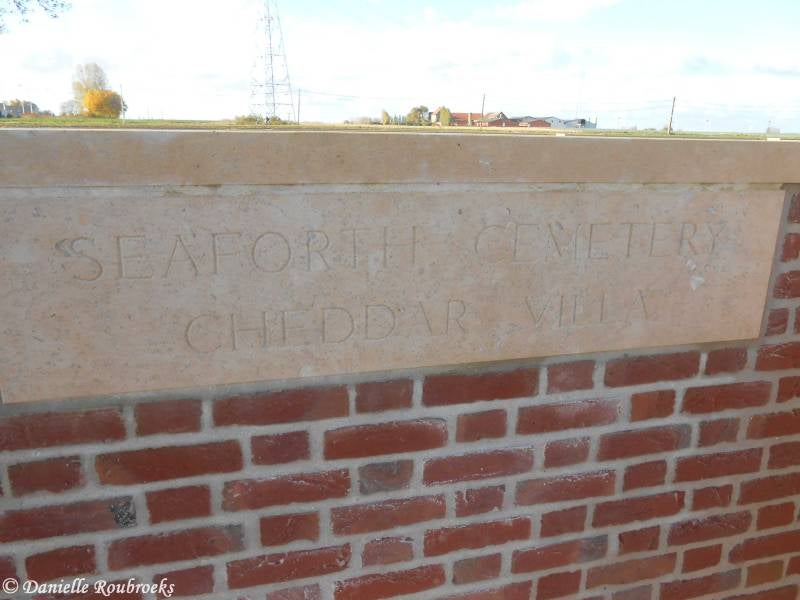 SEAFORTH CEMETERY
CHEDDAR VILLA
© Danielle Roubroeks